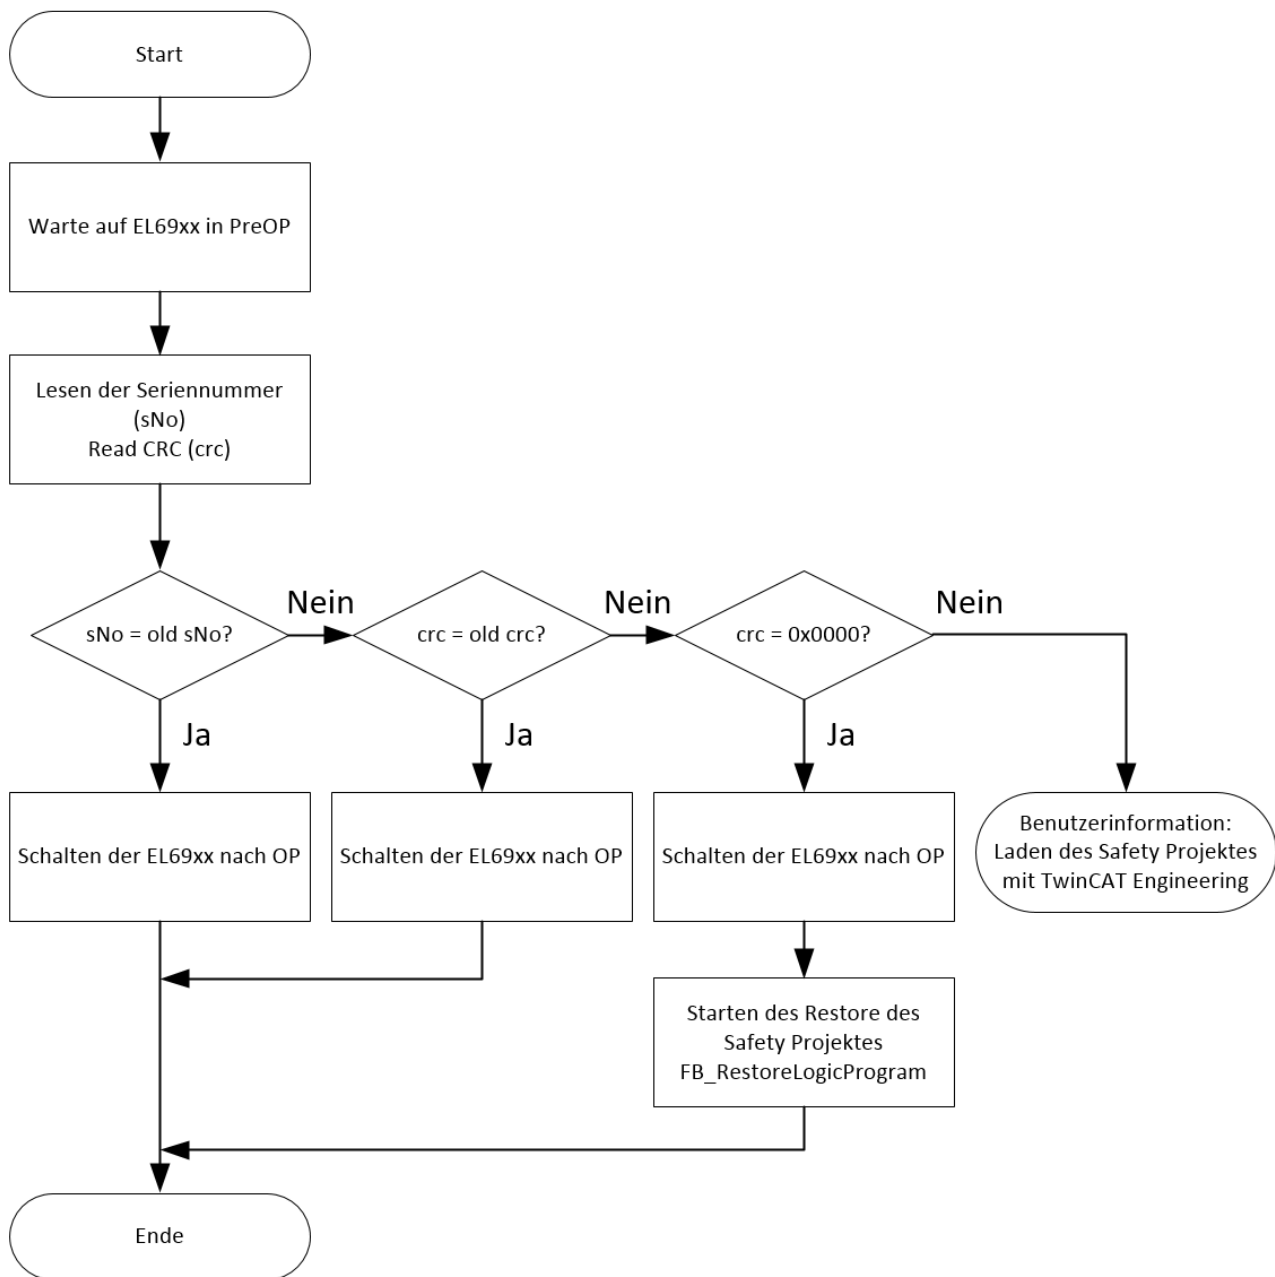 Start
Warte auf EL69xx in PreOP
Lesen der Seriennummer
(sNo)
Read CRC (crc)
sNo = old sNo?
Nein
crc = old crc?
Nein
crc = 0x0000?
Nein
Ja
Ja
Ja
Schalten der EL69xx nach OP
Schalten der EL69xx nach OP
Schalten der EL69xx nach OP
Benutzerinformation:
Laden des Safety Projektes
mit TwinCAT Engineering
Starten des Restore des
Safety Projektes
FB_RestoreLogicProgram
Ende